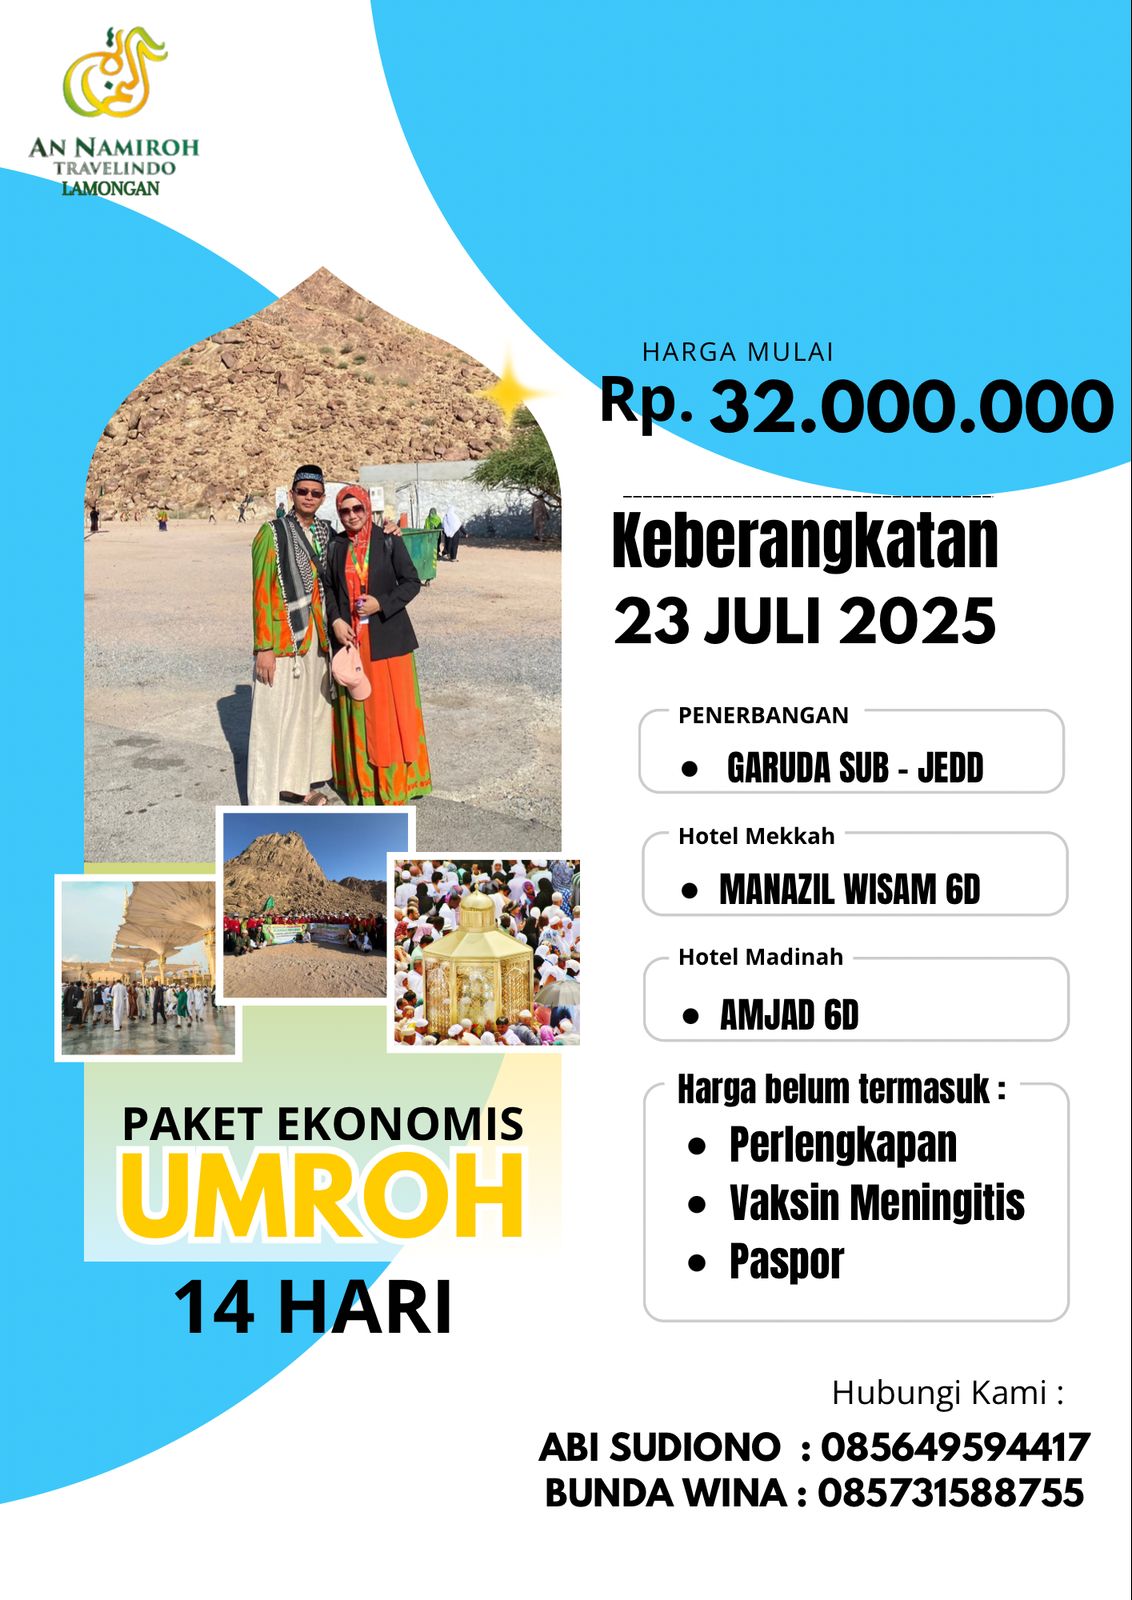 AN NAMIROH
TRAVELINDO
LAMONGAN
HARGA MULAI
Rp. 32.000.000
Keberangkatan
23 JULI 2025
PENERBANGAN
• GARUDA SUB - JEDD
Hotel Mekkah
• MANAZIL WISAM 6D
Hotel Madinah
• AMJAD 6D
Harga belum termasuk :
• Perlengkapan
• Vaksin Meningitis
• Paspor
PAKET EKONOMIS
UMROH
14 HARI
Hubungi Kami :
ABI SUDIONO : 085649594417
BUNDA WINA : 085731588755